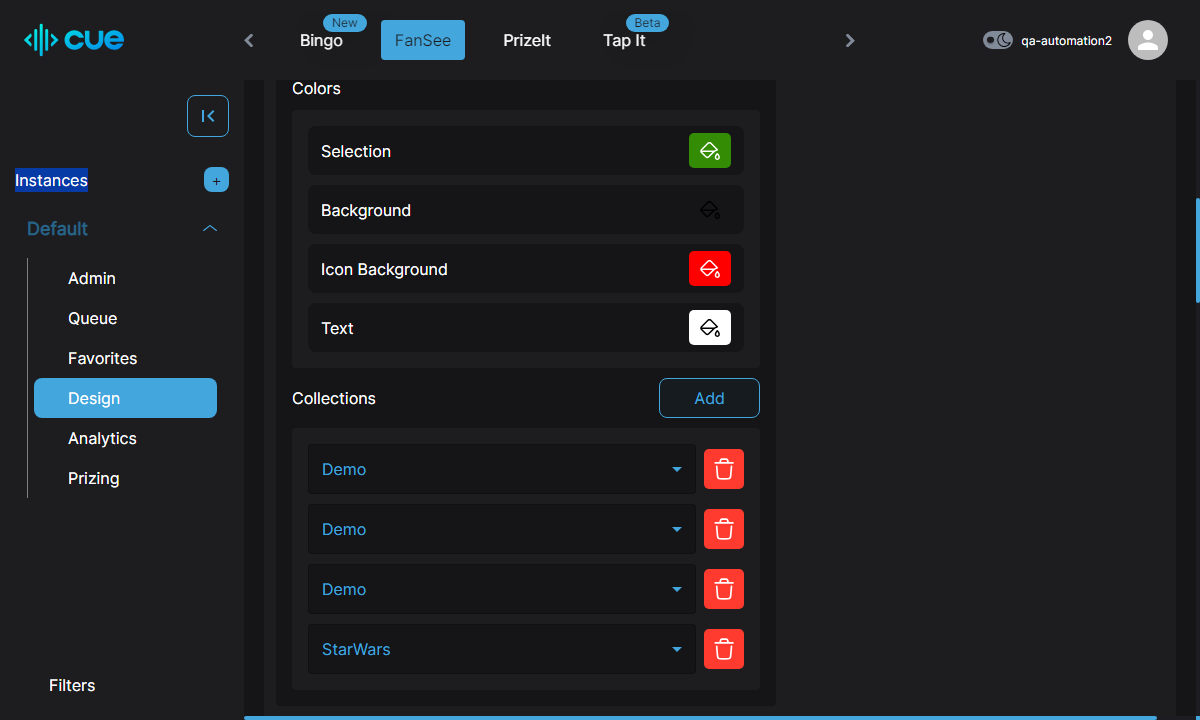 cue
Bingo
New
FanSee
PrizeIt
Tap It
Beta
qa-automation2
Instances
+
Default
Admin
Queue
Favorites
Design
Analytics
Prizing
Filters
Colors
Selection
Background
Icon Background
Text
Collections
Add
Demo
Demo
Demo
StarWars